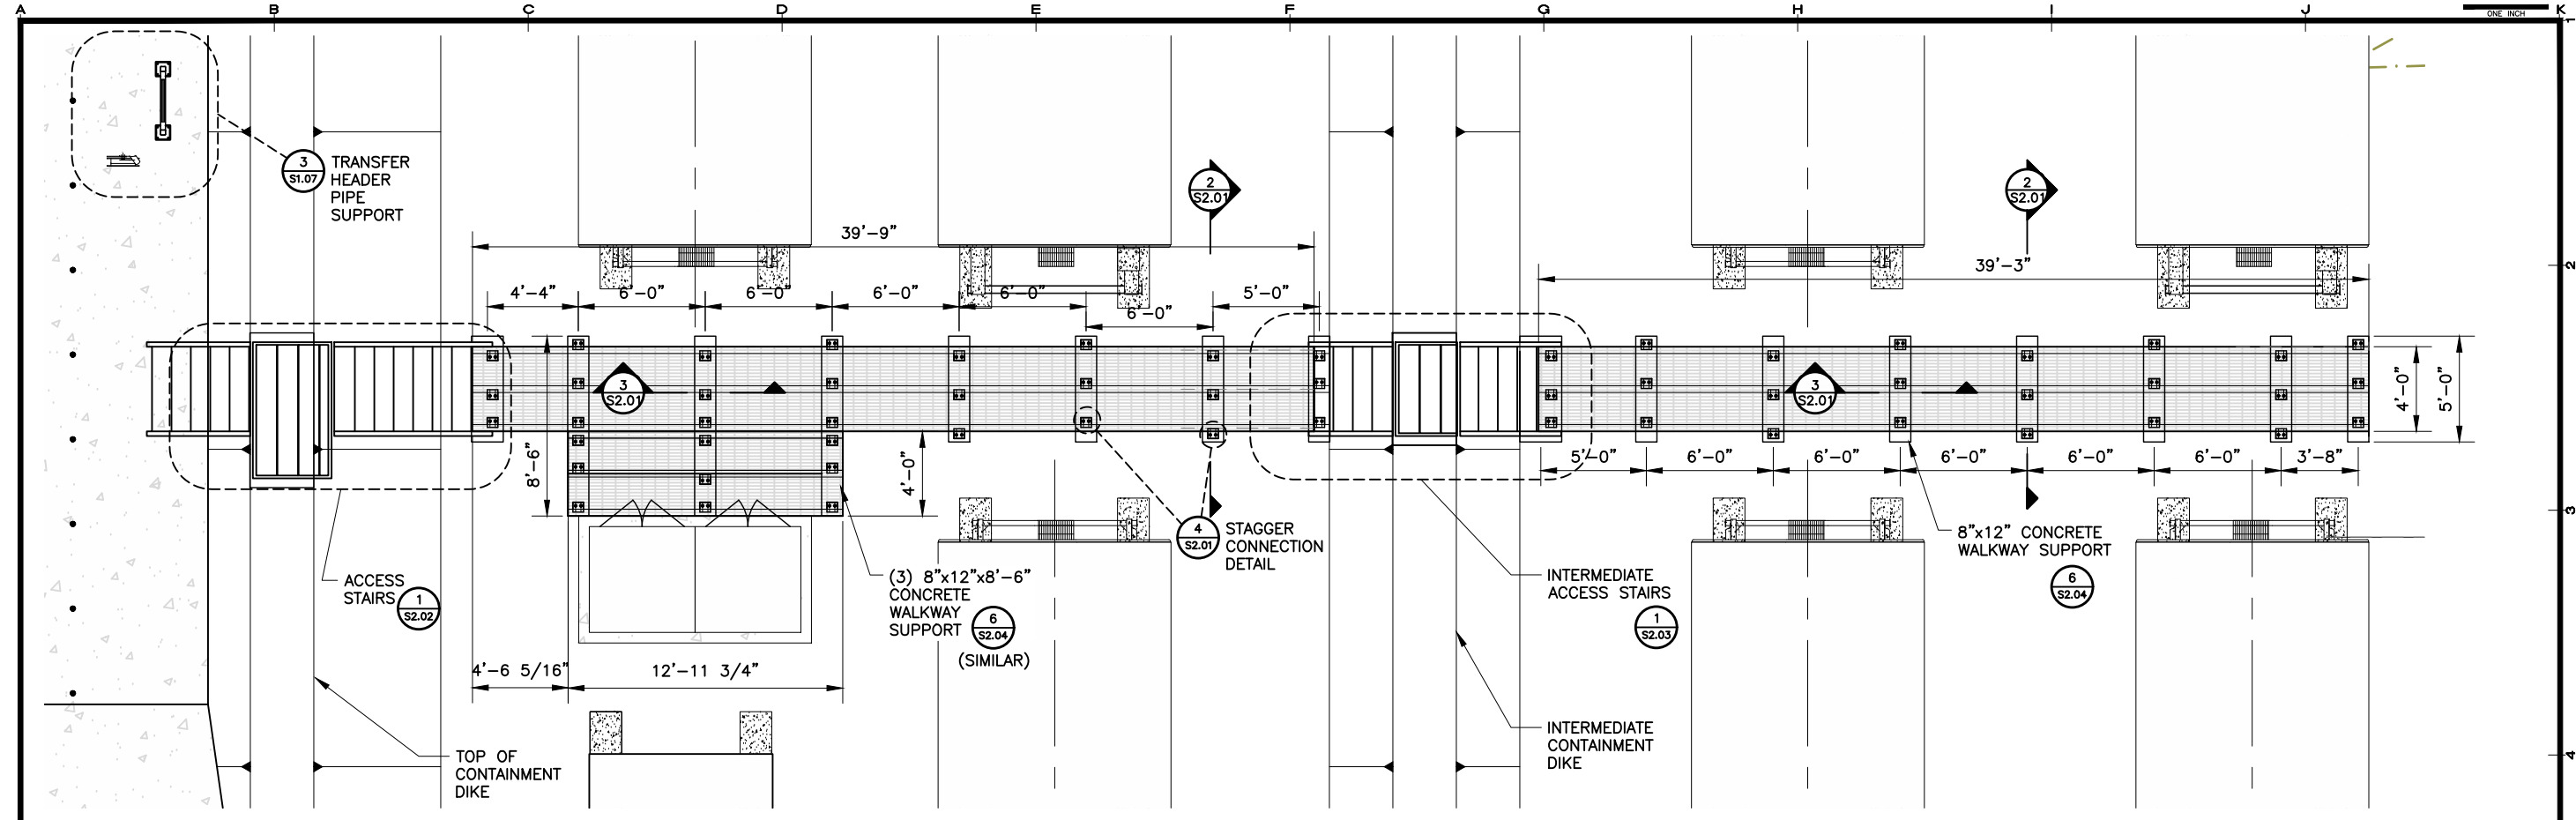 A B C D E F G H I J K
ONE INCH
1
3
S1.07
TRANSFER
HEADER
PIPE
SUPPORT
2
S2.01
2
S2.01
39'-9"
39'-3"
2
4'-4"
6'-0"
6'-0"
6'-0"
6'-0"
6'-0"
5'-0"
3
S2.01
3
S2.01
4'-0"
5'-0"
8'-6"
4'-0"
5'-0"
6'-0"
6'-0"
6'-0"
6'-0"
6'-0"
3'-8"
3
4
S2.01
STAGGER
CONNECTION
DETAIL
8"x12" CONCRETE
WALKWAY SUPPORT
6
S2.04
ACCESS
STAIRS
1
S2.02
(3) 8"x12"x8'-6"
CONCRETE
WALKWAY
SUPPORT
6
S2.04
(SIMILAR)
INTERMEDIATE
ACCESS STAIRS
1
S2.03
4'-6 5/16"
12'-11 3/4"
TOP OF
CONTAINMENT
DIKE
INTERMEDIATE
CONTAINMENT
DIKE
4